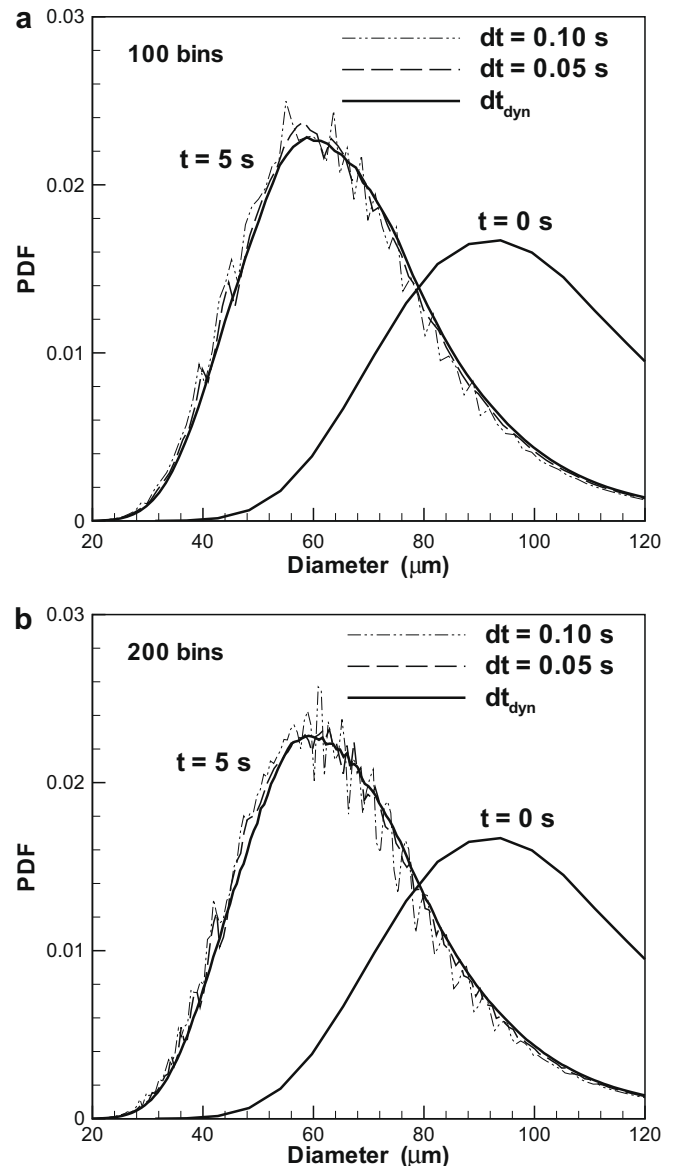 a
0.03
100 bins
dt = 0.10 s
dt = 0.05 s
dt_dyn
t = 5 s
0.02
t = 0 s
PDF
0.01
0
20 40 60 80 100 120
Diameter (μm)
b
0.03
200 bins
dt = 0.10 s
dt = 0.05 s
dt_dyn
t = 5 s
0.02
t = 0 s
PDF
0.01
0
20 40 60 80 100 120
Diameter (μm)